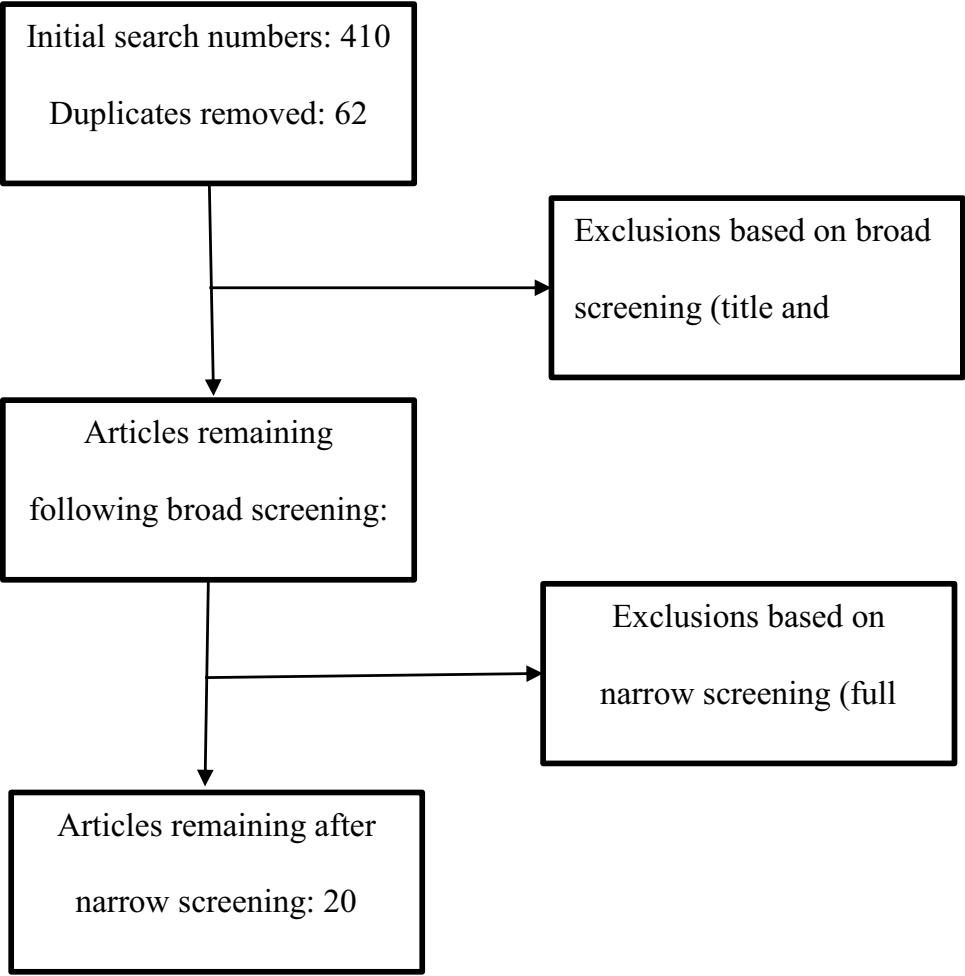 Initial search numbers: 410
Duplicates removed: 62
Exclusions based on broad
screening (title and
Articles remaining
following broad screening:
Exclusions based on
narrow screening (full
Articles remaining after
narrow screening: 20